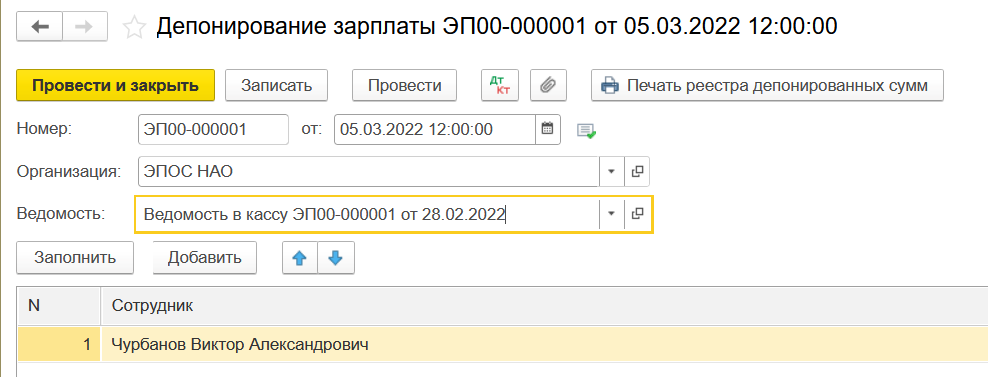 Депонирование зарплаты ЭП00-000001 от 05.03.2022 12:00:00
Провести и закрыть Записать Провести Дт Кт Печать реестра депонированных сумм
Номер: ЭП00-000001 от: 05.03.2022 12:00:00
Организация: ЭПОС НАО
Ведомость: Ведомость в кассу ЭП00-000001 от 28.02.2022
Заполнить Добавить
N Сотрудник
1 Чурбанов Виктор Александрович